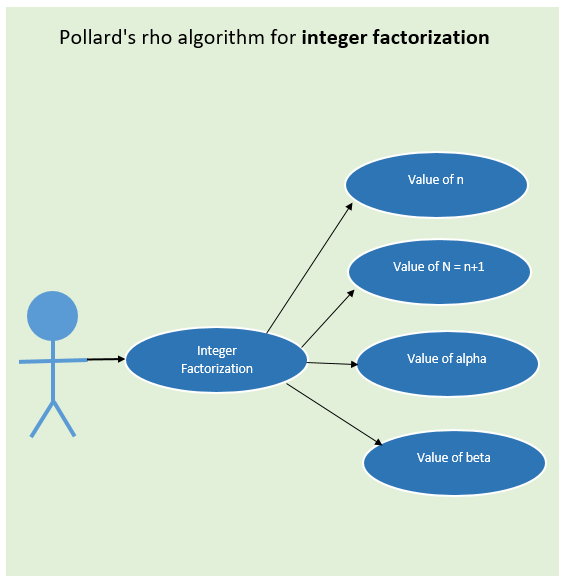 Pollard's rho algorithm for integer factorization
Value of n
Value of N = n+1
Integer
Factorization
Value of alpha
Value of beta